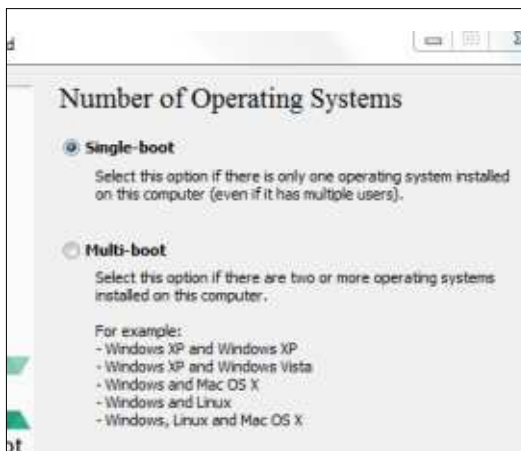 Number of Operating Systems
Single-boot
Select this option if there is only one operating system installed
on this computer (even if it has multiple users).
Multi-boot
Select this option if there are two or more operating systems
installed on this computer.
For example:
- Windows XP and Windows XP
- Windows XP and Windows Vista
- Windows and Mac OS X
- Windows and Linux
- Windows, Linux and Mac OS X